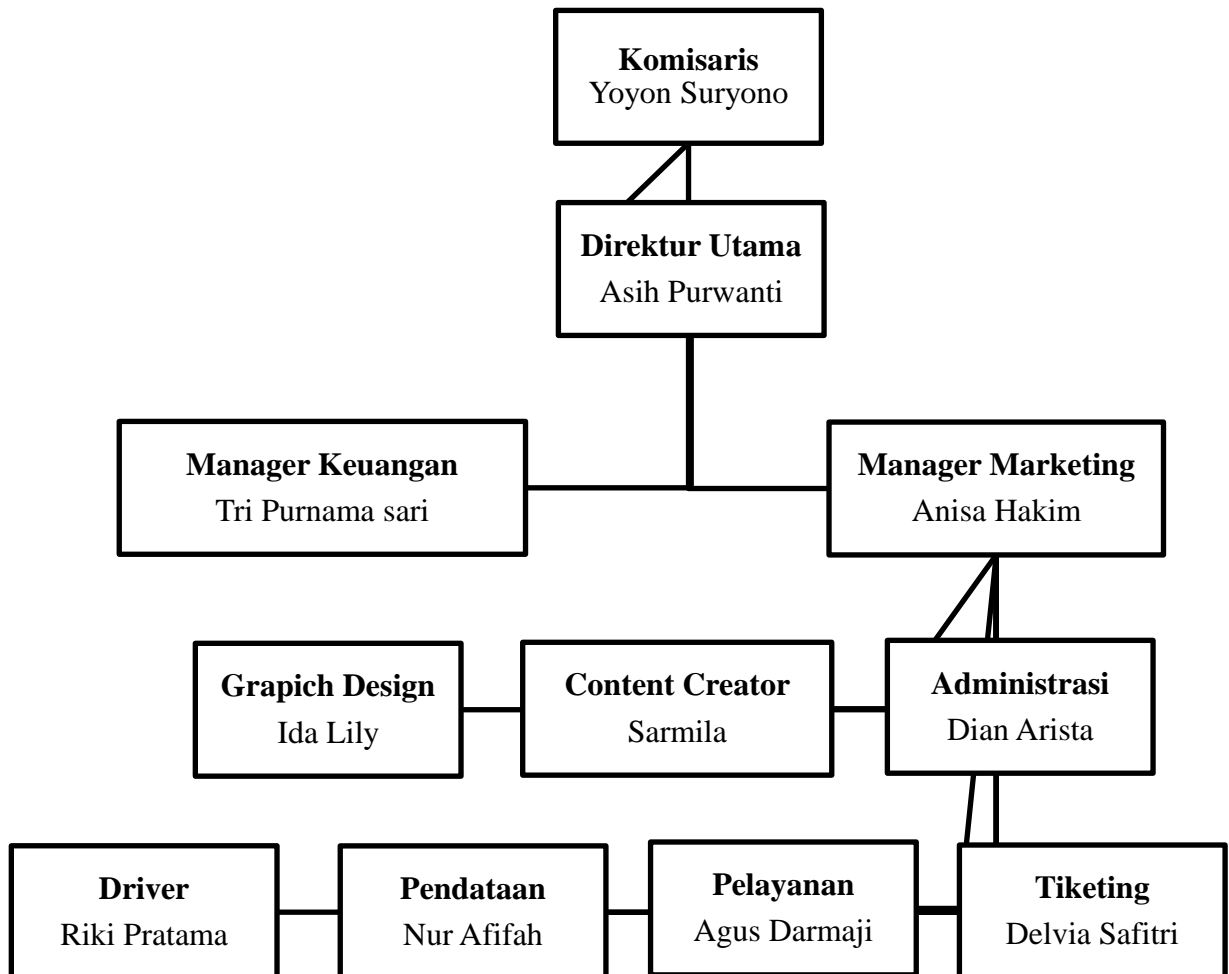 Komisaris
Yoyon Suryono
Direktur Utama
Asih Purwanti
Manager Keuangan
Tri Purnama sari
Manager Marketing
Anisa Hakim
Grapich Design
Ida Lily
Content Creator
Sarmila
Administrasi
Dian Arista
Driver
Riki Pratama
Pendataan
Nur Afifah
Pelayanan
Agus Darmaji
Tiketing
Delvia Safitri